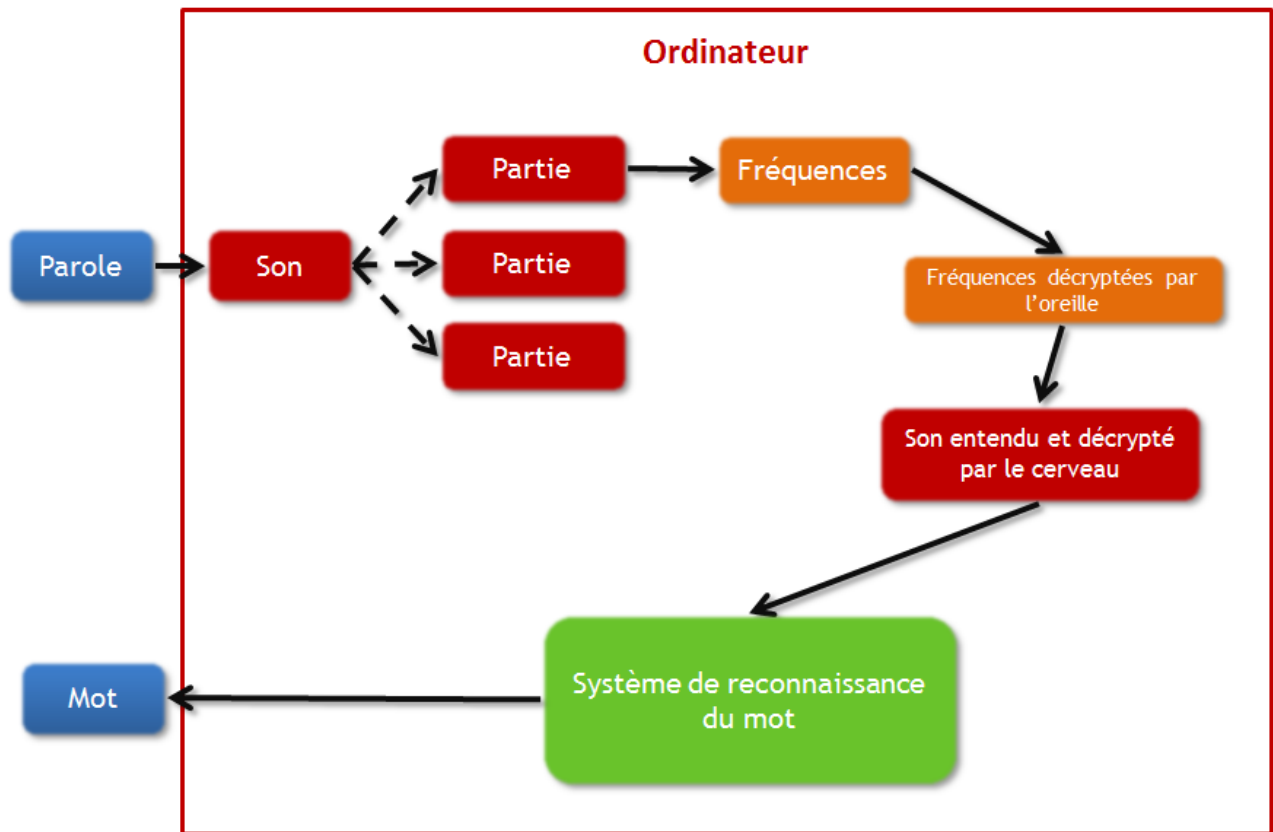 Ordinateur
Partie
Fréquences
Parole
Son
Partie
Fréquences décryptées par
l'oreille
Partie
Son entendu et décrypté
par le cerveau
Système de reconnaissance
du mot
Mot